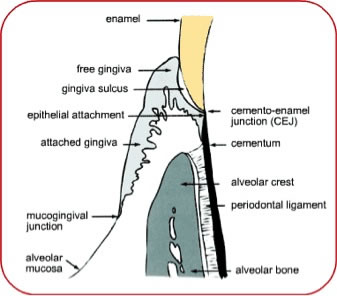 enamel
free gingiva
gingiva sulcus
epithelial attachment
attached gingiva
mucogingival
junction
alveolar
mucosa
cemento-enamel
junction (CEJ)
cementum
alveolar crest
periodontal ligament
alveolar bone